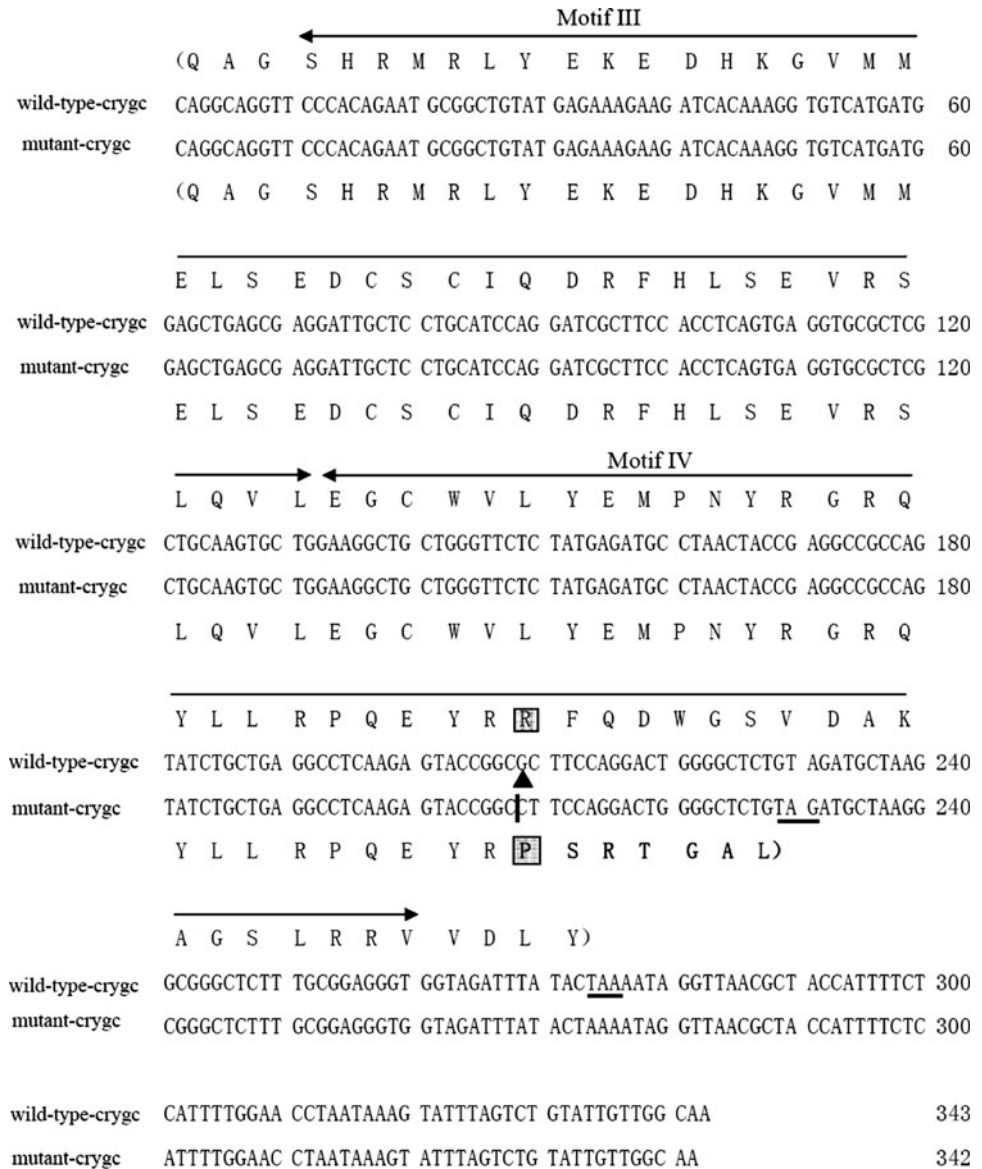 Motif III
(Q A G S H R M R L Y E K E D H K G V M M
wild-type-crygc CAGGCAGGTT CCCACAGAAT GCGGCTGTAT GAGAAAGAAG ATCACAAAGG TGTCATGATG 60
mutant-crygc CAGGCAGGTT CCCACAGAAT GCGGCTGTAT GAGAAAGAAG ATCACAAAGG TGTCATGATG 60
(Q A G S H R M R L Y E K E D H K G V M M
E L S E D C S C I Q D R F H L S E V R S
wild-type-crygc GAGCTGAGCG AGGATTGCTC CTGCATCCAG GATCGCTTCC ACCTCAGTGA GGTGCGCTCG 120
mutant-crygc GAGCTGAGCG AGGATTGCTC CTGCATCCAG GATCGCTTCC ACCTCAGTGA GGTGCGCTCG 120
E L S E D C S C I Q D R F H L S E V R S
Motif IV
L Q V L E G C W V L Y E M P N Y R G R Q
wild-type-crygc CTGCAAGTGC TGGAAGGCTG CTGGGTTCTC TATGAGATGC CTAACTACCG AGGCCGCCAG 180
mutant-crygc CTGCAAGTGC TGGAAGGCTG CTGGGTTCTC TATGAGATGC CTAACTACCG AGGCCGCCAG 180
L Q V L E G C W V L Y E M P N Y R G R Q
Y L L R P Q E Y R R F Q D W G S V D A K
wild-type-crygc TATCTGCTGA GGCCTCAAGA GTACCGGCGC TTCCAGGACT GGGGCTCTGT AGATGCTAAG 240
mutant-crygc TATCTGCTGA GGCCTCAAGA GTACCGGCCT TCCAGGACTG GGGCTCTGTA GATGCTAAGG 240
Y L L R P Q E Y R P S R T G A L)
A G S L R R V V D L Y)
wild-type-crygc GCGGGCTCTT TGCGGAGGGT GGTAGATTTA TACTAAAATA GGTTAACGCT ACCATTTTCT 300
mutant-crygc CGGGCTCTTT GCGGAGGGTG GTAGATTTAT ACTAAAATAG GTTAACGCTA CCATTTTCTC 300
wild-type-crygc CATTTTGGAA CCTAATAAAG TATTTAGTCT GTATTGTTGG CAA 343
mutant-crygc ATTTTGGAAC CTAATAAAGT ATTTAGTCTG TATTGTTGGC AA 342